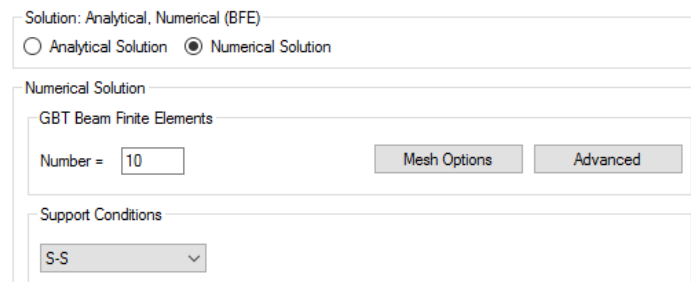 Solution: Analytical, Numerical (BFE)
Analytical Solution Numerical Solution
Numerical Solution
GBT Beam Finite Elements
Number = 10 Mesh Options Advanced
Support Conditions
S-S